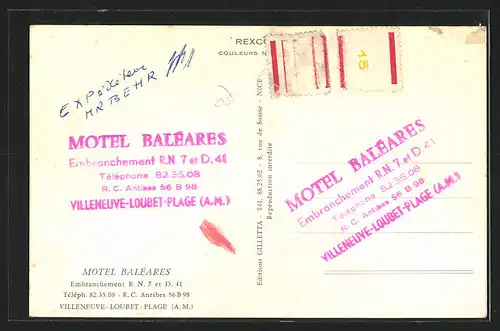 REXCO
COULEURS N
EXPéditeur
MR BEHR
15
MOTEL BALÉARES
Embranchement R.N. 7 et D. 41
Téléphone 82.35.08
R. C. Antibes 56 B 98
VILLENEUVE-LOUBET-PLAGE (A.M.)
MOTEL BALÉARES
Embranchement R.N. 7 et D. 41
Téléphone 82.35.08
R. C. Antibes 56 B 98
VILLENEUVE-LOUBET-PLAGE (A.M.)
Editions GILLETTA - Tél. 88.21.92 - 8, rue de Suisse - NICE
Reproduction interdite
MOTEL BALÉARES
Embranchement R. N. 7 et D. 41
Téléph. 82.35.08 - R. C. Antibes 56 B 98
VILLENEUVE - LOUBET - PLAGE (A. M.)